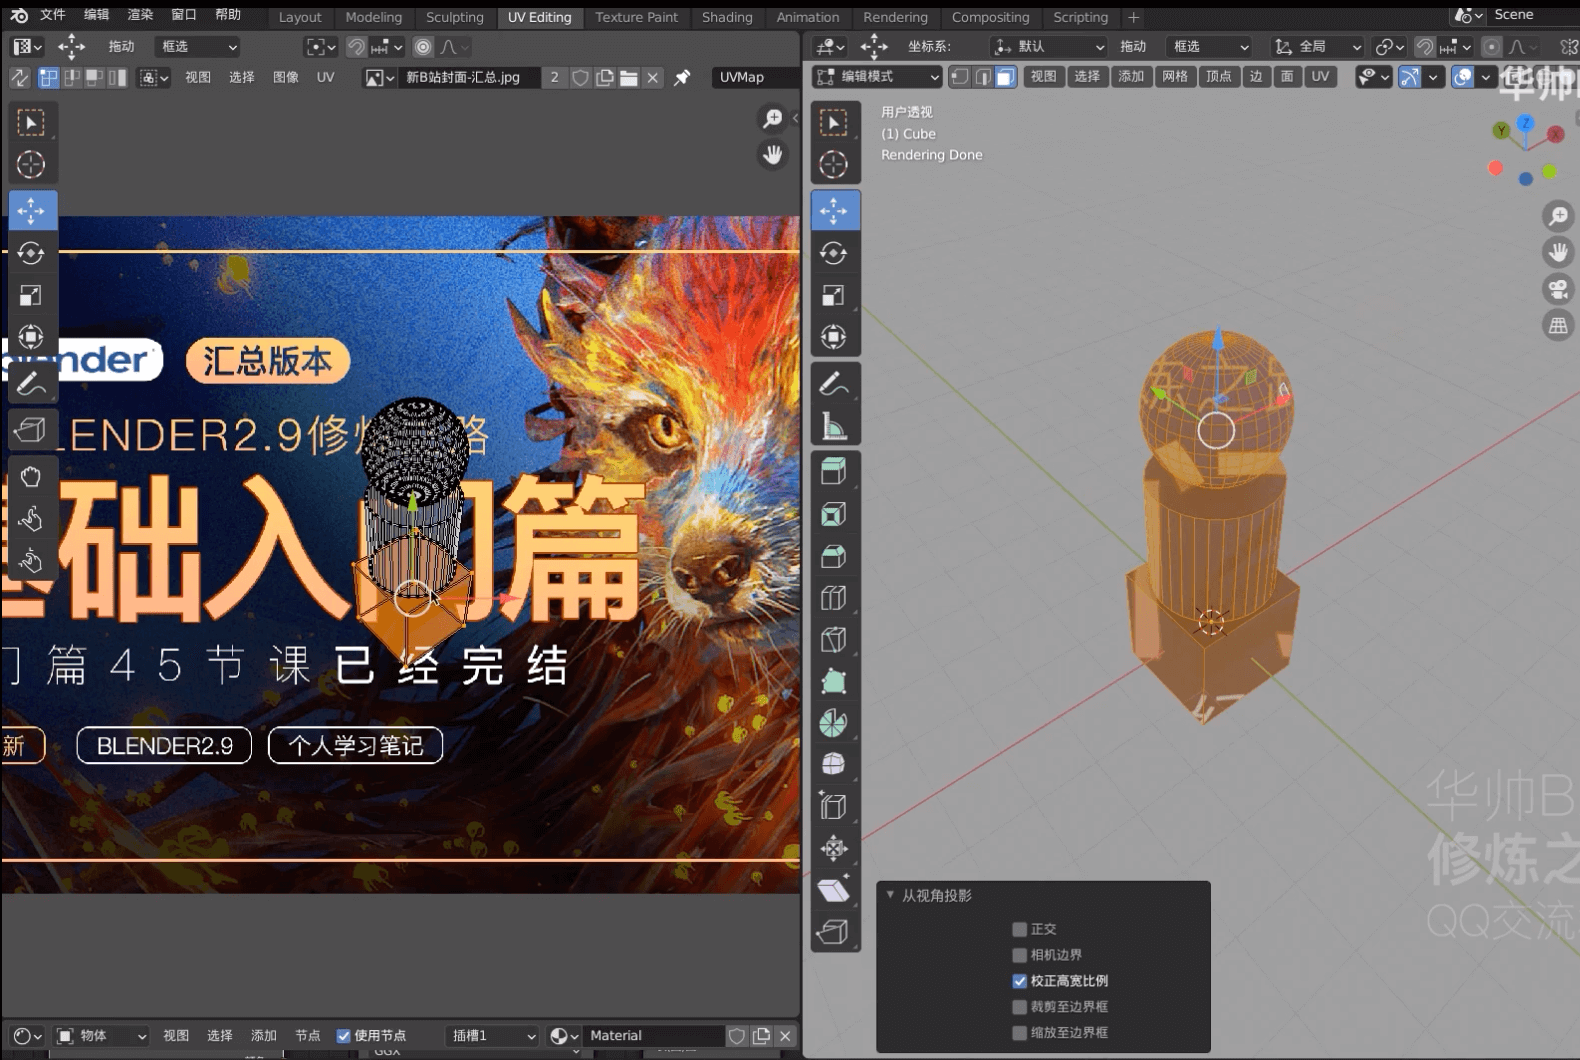 文件 编辑 渲染 窗口 帮助 Layout Modeling Sculpting UV Editing Texture Paint Shading Animation Rendering Compositing Scripting + Scene
拖动 框选
坐标系: 默认 拖动 框选 全局
视图 选择 图像 UV 新B站封面-汇总.jpg 2 UVMap
编辑模式 视图 选择 添加 网格 顶点 边 面 UV
华帅
用户透视
(1) Cube
Rendering Done
Z
Y
X
nder
汇总版本
LENDER2.9修炼 路
础入门篇
门篇45节课已经完结
新
BLENDER2.9
个人学习笔记
之
华帅B
修炼之
QQ交流
从视角投影
正交
相机边界
校正高宽比例
裁剪至边界框
缩放至边界框
物体 视图 选择 添加 节点 使用节点 插槽1 Material
GGX